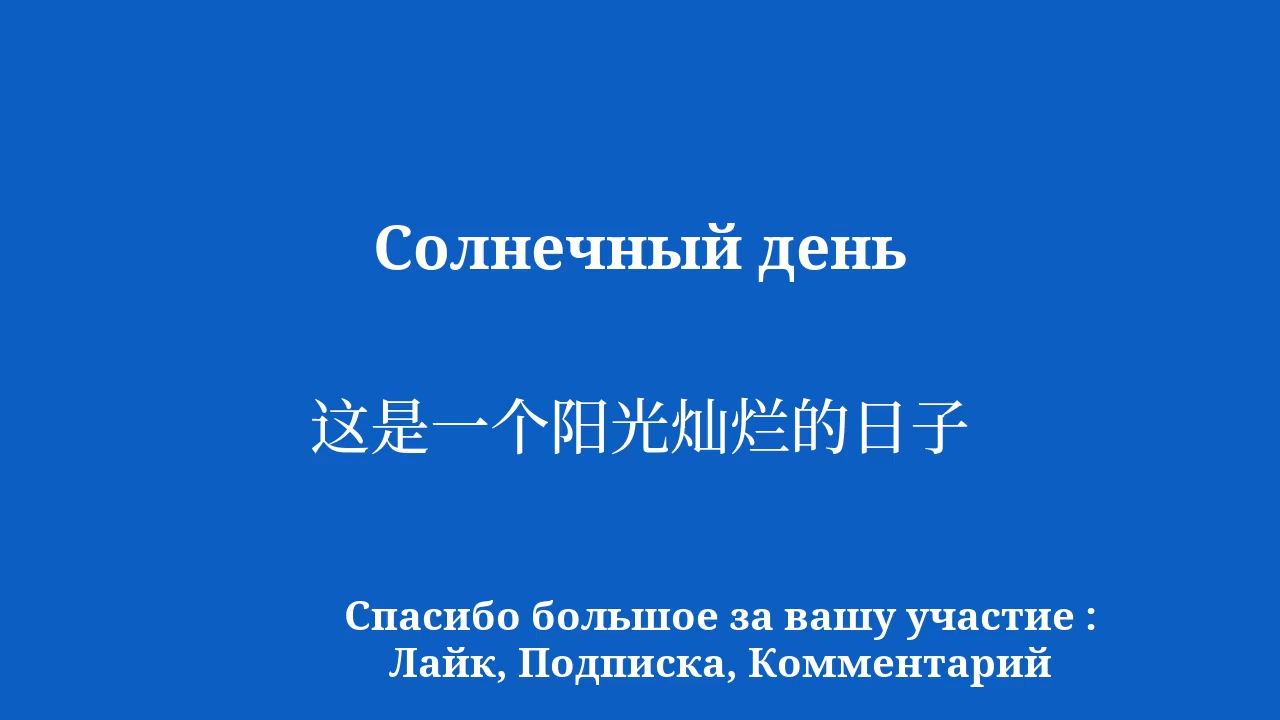 Солнечный день
这是一个阳光灿烂的日子
Спасибо большое за вашу участие :
Лайк, Подписка, Комментарий